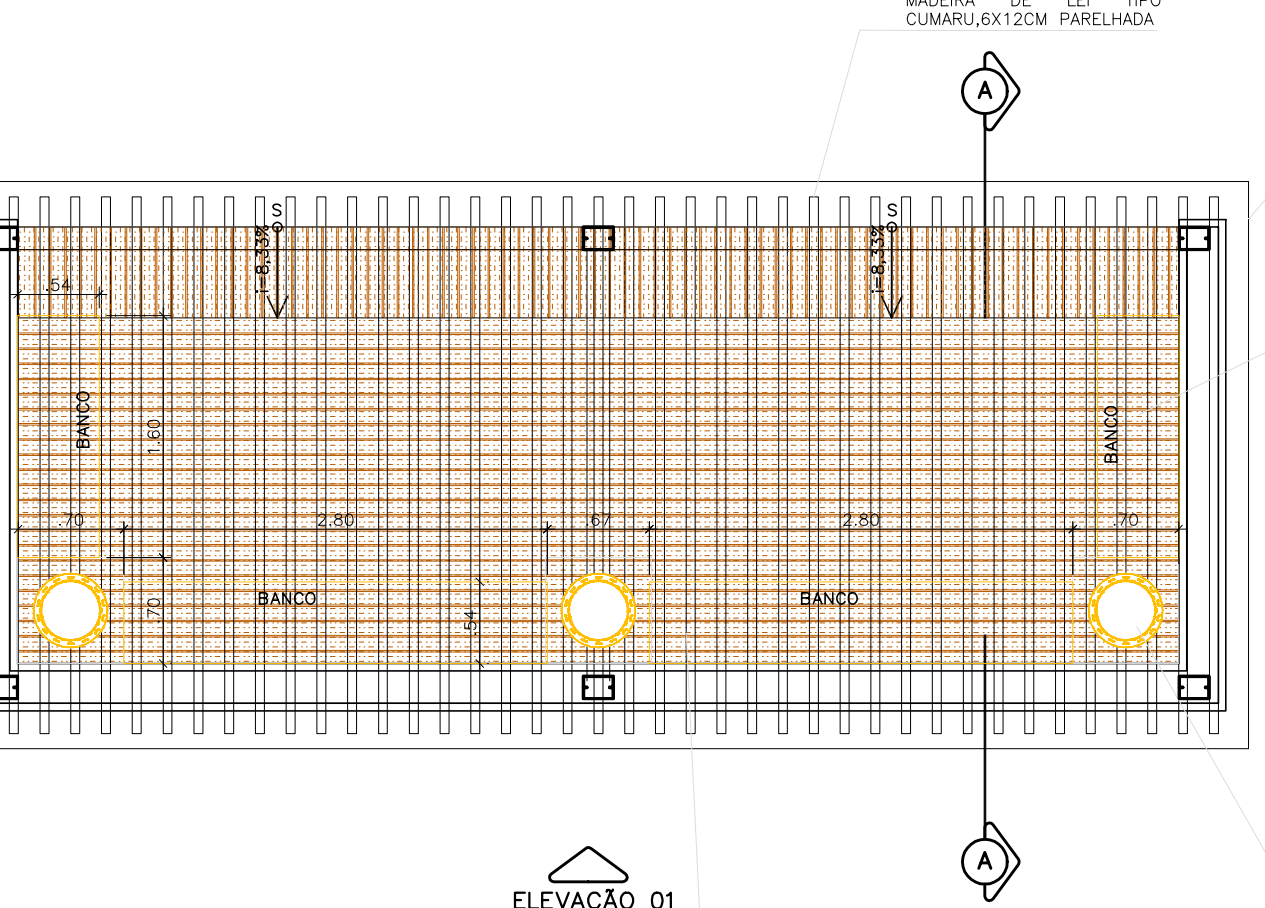 MADEIRA DE LEI TIPO
CUMARU,6X12CM PARELHADA
A
S
S
i=8,33%
i=8,33%
.54
BANCO
1.60
BANCO
.70
2.80
.67
2.80
.70
.70
BANCO
.54
BANCO
A
ELEVAÇÃO 01